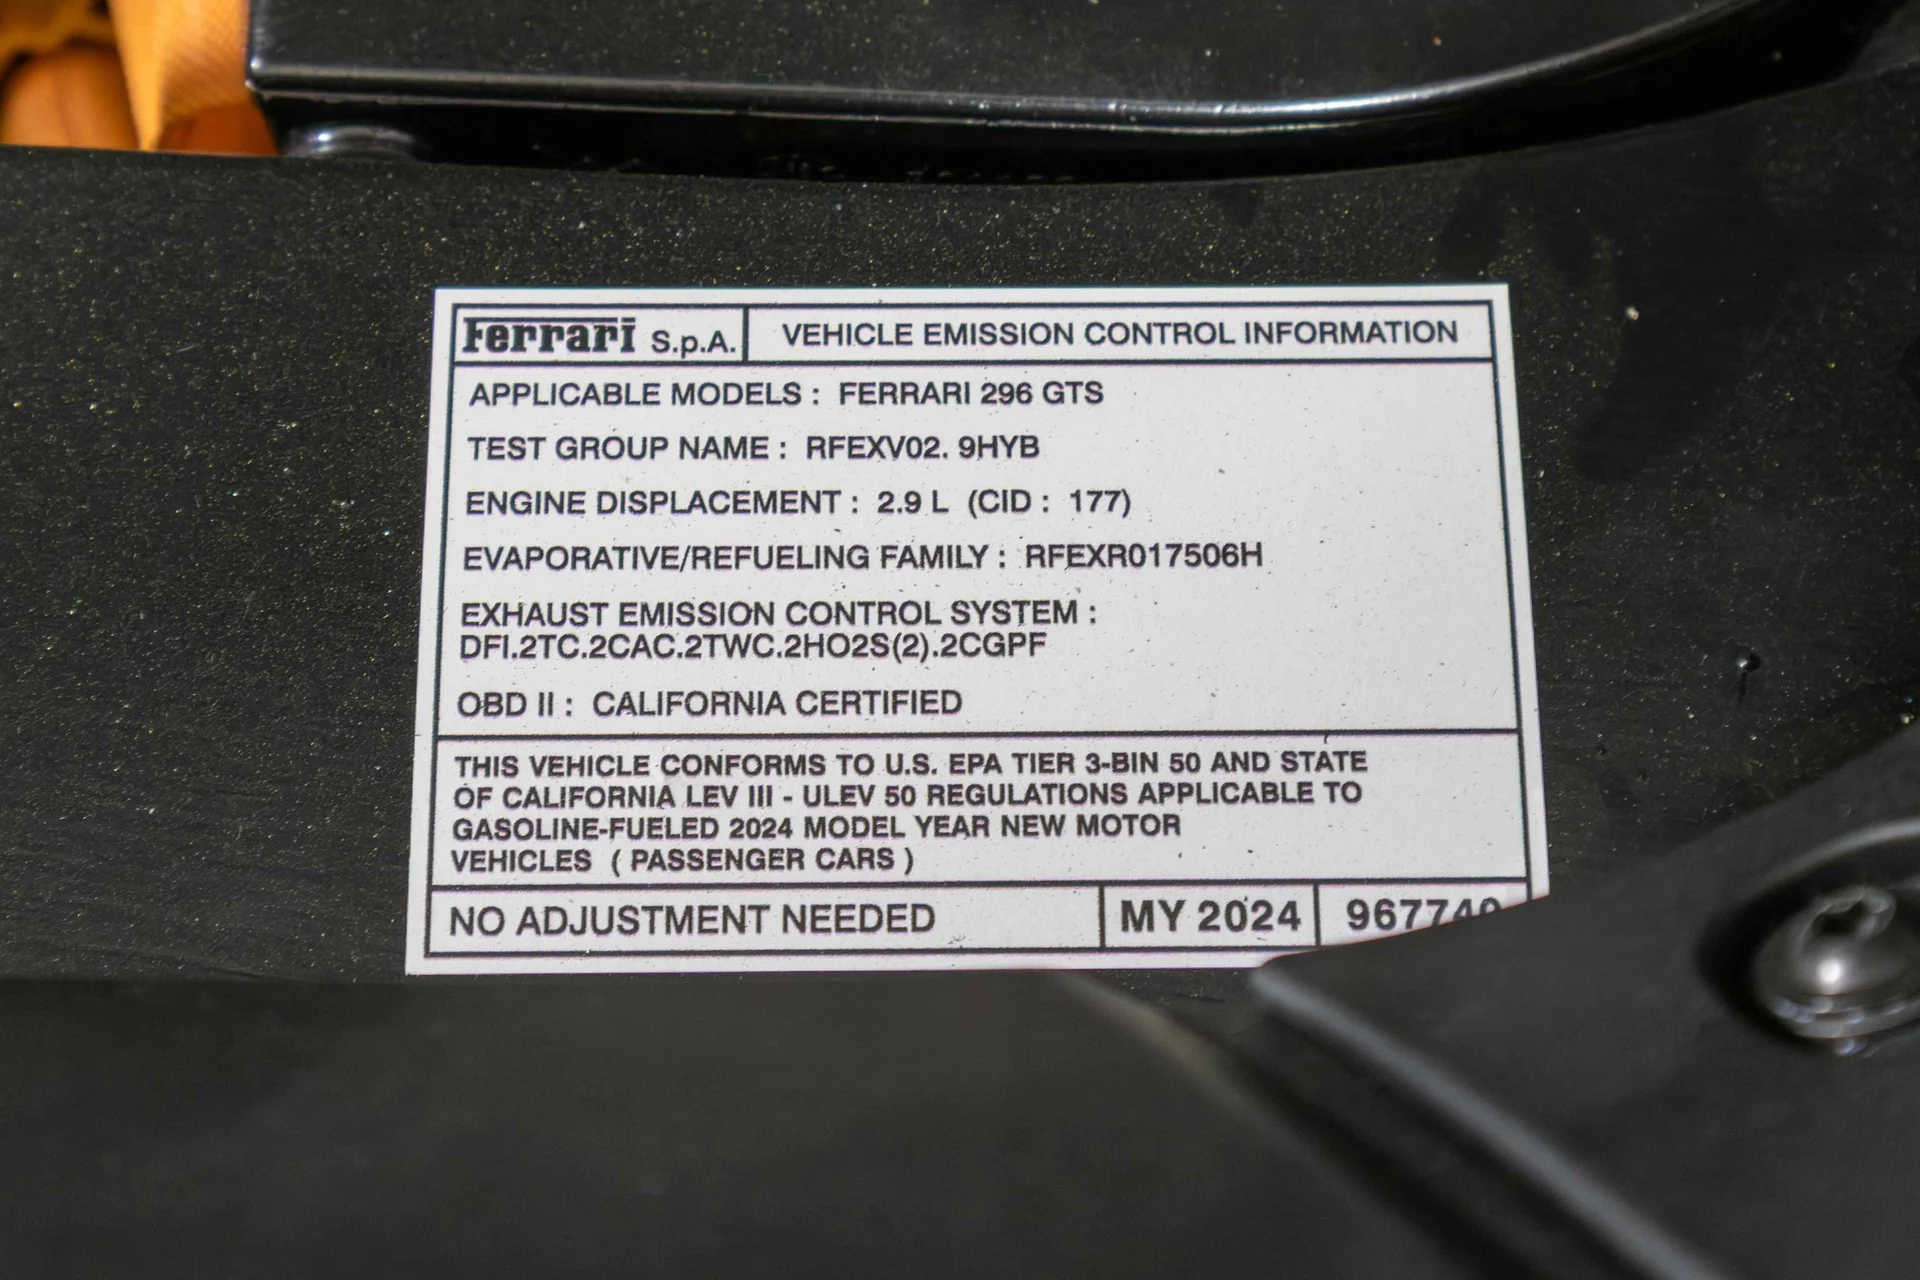 Ferrari S.p.A. VEHICLE EMISSION CONTROL INFORMATION
APPLICABLE MODELS : FERRARI 296 GTS
TEST GROUP NAME : RFEXV02. 9HYB
ENGINE DISPLACEMENT : 2.9 L (CID : 177)
EVAPORATIVE/REFUELING FAMILY : RFEXR017506H
EXHAUST EMISSION CONTROL SYSTEM :
DFI.2TC.2CAC.2TWC.2HO2S(2).2CGPF
OBD II : CALIFORNIA CERTIFIED
THIS VEHICLE CONFORMS TO U.S. EPA TIER 3-BIN 50 AND STATE
OF CALIFORNIA LEV III - ULEV 50 REGULATIONS APPLICABLE TO
GASOLINE-FUELED 2024 MODEL YEAR NEW MOTOR
VEHICLES ( PASSENGER CARS )
NO ADJUSTMENT NEEDED MY 2024